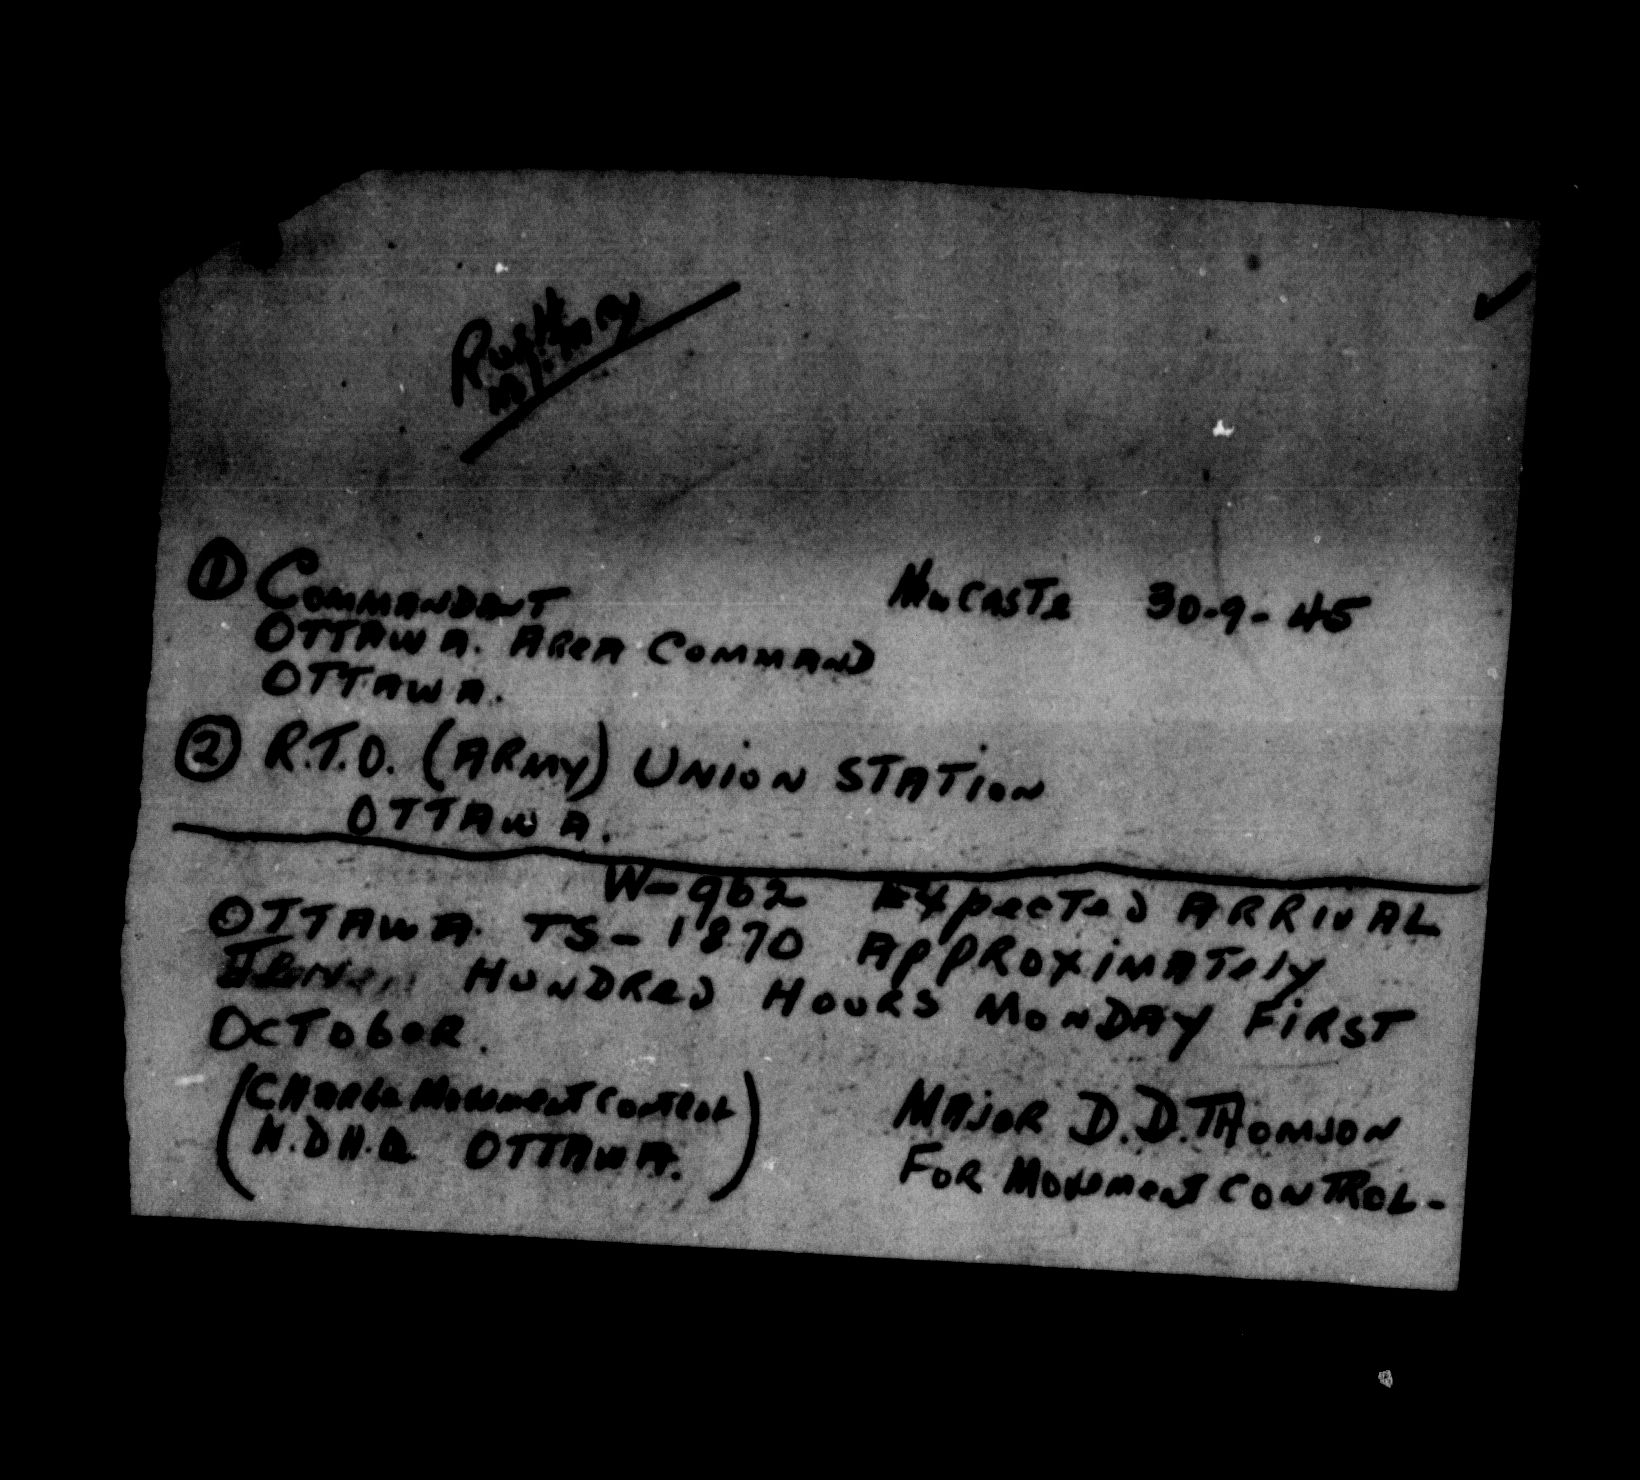 ① COMMANDANT
OTTAWA. AREA COMMAND
OTTAWA.
NEWCASTLE 30-9-45
② R.T.O. (ARMY) UNION STATION
OTTAWA.
W-962 EXPECTED ARRIVAL
OTTAWA. TS-1870 APPROXIMATELY
HUNDRED HOURS MONDAY FIRST
OCTOBER.
(CHARGE MOVEMENT CONTROL
N.D.H.Q. OTTAWA.)
MAJOR D.D. THOMSON
FOR MOVEMENT CONTROL-